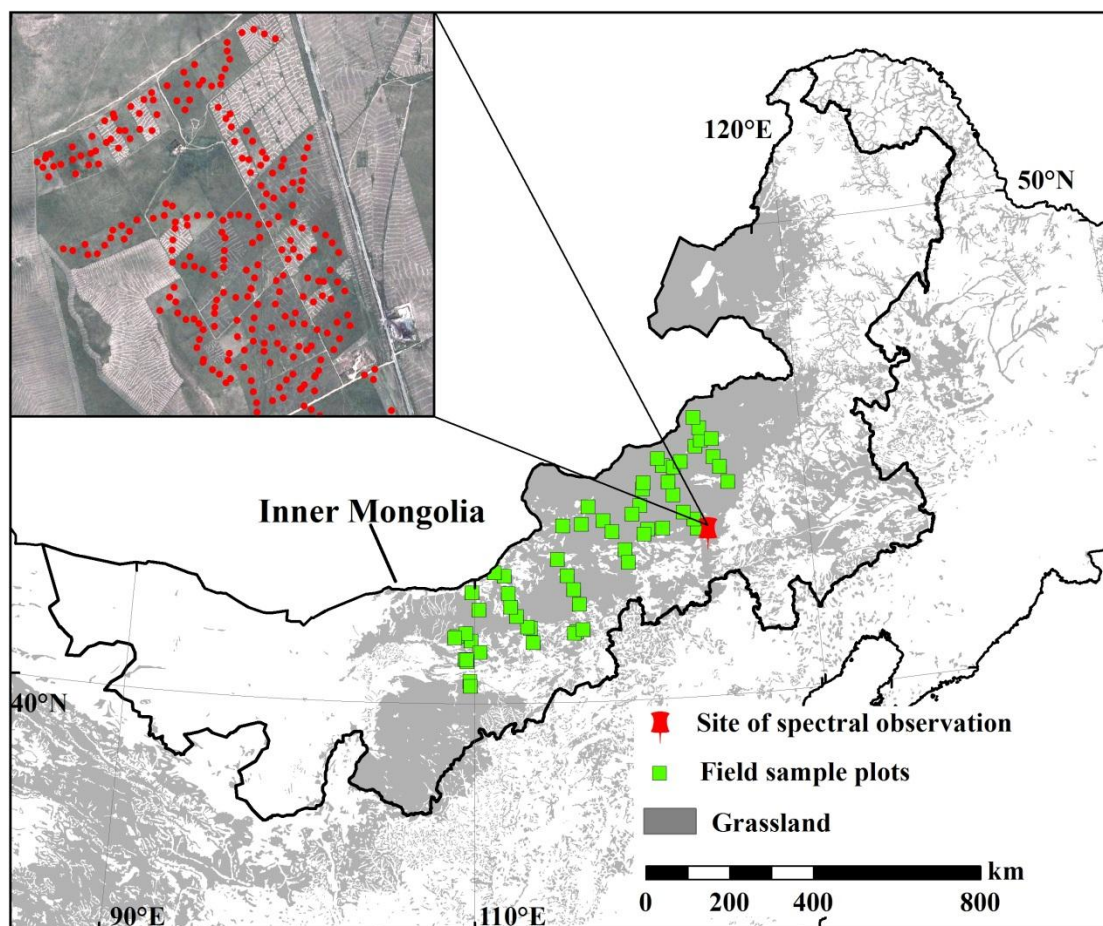 120°E
50°N
Inner Mongolia
40°N
Site of spectral observation
Field sample plots
Grassland
km
0 200 400 800
90°E
110°E